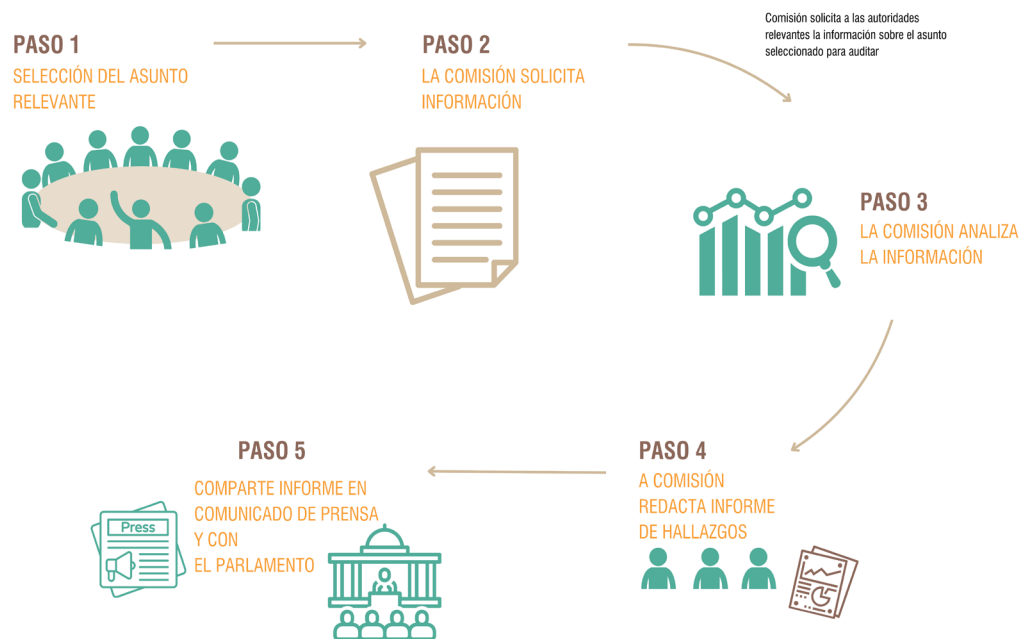 PASO 1
SELECCIÓN DEL ASUNTO
RELEVANTE
PASO 2
LA COMISIÓN SOLICITA
INFORMACIÓN
Comisión solicita a las autoridades
relevantes la información sobre el asunto
seleccionado para auditar
PASO 3
LA COMISIÓN ANALIZA
LA INFORMACIÓN
PASO 4
A COMISIÓN
REDACTA INFORME
DE HALLAZGOS
PASO 5
COMPARTE INFORME EN
COMUNICADO DE PRENSA
Y CON
EL PARLAMENTO
Press